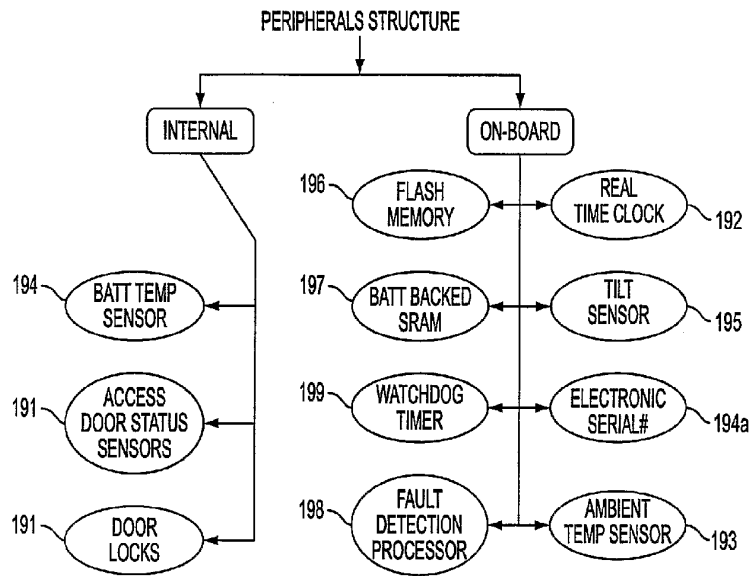 PERIPHERALS STRUCTURE
INTERNAL
ON-BOARD
196
FLASH
MEMORY
REAL
TIME CLOCK
192
194
BATT TEMP
SENSOR
197
BATT BACKED
SRAM
TILT
SENSOR
195
191
ACCESS
DOOR STATUS
SENSORS
199
WATCHDOG
TIMER
ELECTRONIC
SERIAL#
194a
191
DOOR
LOCKS
198
FAULT
DETECTION
PROCESSOR
AMBIENT
TEMP SENSOR
193